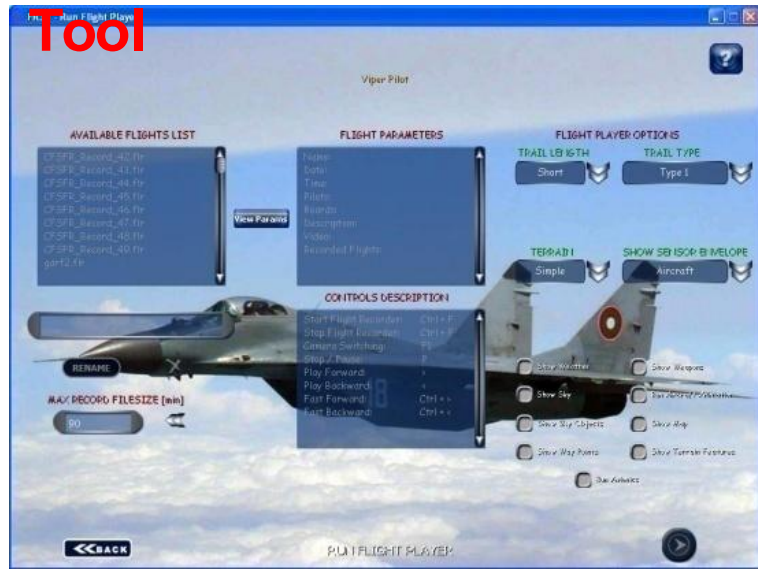 Run Flight Player
Tool
Viper Pilot
AVAILABLE FLIGHTS LIST
FLIGHT PARAMETERS
FLIGHT PLAYER OPTIONS
TRAIL LENGTH
TRAIL TYPE
Short
Type 1
CFSFR_Record_42.flr
CFSFR_Record_43.flr
CFSFR_Record_44.flr
CFSFR_Record_45.flr
CFSFR_Record_46.flr
CFSFR_Record_47.flr
CFSFR_Record_48.flr
CFSFR_Record_49.flr
View Params
Name:
Date:
Time:
Pilots:
Boards:
Description:
Video:
Recorded Flights:
TERRAIN
SHOW SENSOR ENVELOPE
Simple
Aircraft
CONTROLS DESCRIPTION
Start Flight Recorder:
Stop Flight Recorder:
Camera Switching:
Stop / Pause: P
Play Forward: >
Play Backward: <
Fast Forward: Ctrl + >
Fast Backward: Ctrl + <
RENAME
MAX RECORD FILESIZE [min]
90
Show Weather
Show Weapons
Show Sky
Show Sky Objects
Show Map
Show Way Points
Show Terrain Features
<<BACK
RUN FLIGHT PLAYER